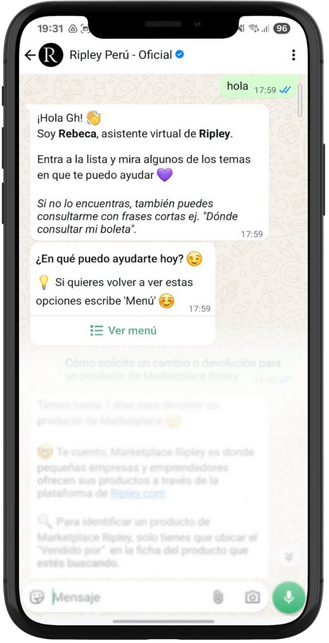 19:31 96
R Ripley Perú - Oficial
hola 17:59
¡Hola Gh! 👋
Soy Rebeca, asistente virtual de Ripley.
Entra a la lista y mira algunos de los temas
en que te puedo ayudar 💜
Si no lo encuentras, también puedes
consultarme con frases cortas ej. "Dónde
consultar mi boleta".
17:59
¿En qué puedo ayudarte hoy? 😉
💡 Si quieres volver a ver estas
opciones escribe 'Menú' ☺️
17:59
Ver menú
Cómo solicito un cambio o devolución para
un producto de Marketplace Ripley
Tienes hasta 7 días para devolver un
producto de Marketplace
Te cuento, Marketplace Ripley es donde
pequeñas empresas y emprendedores
ofrecen sus productos a través de la
plataforma de Ripley.com
🔍 Para identificar un producto de
Marketplace Ripley, solo tienes que ubicar el
"Vendido por" en la ficha del producto que
estés buscando.
Mensaje